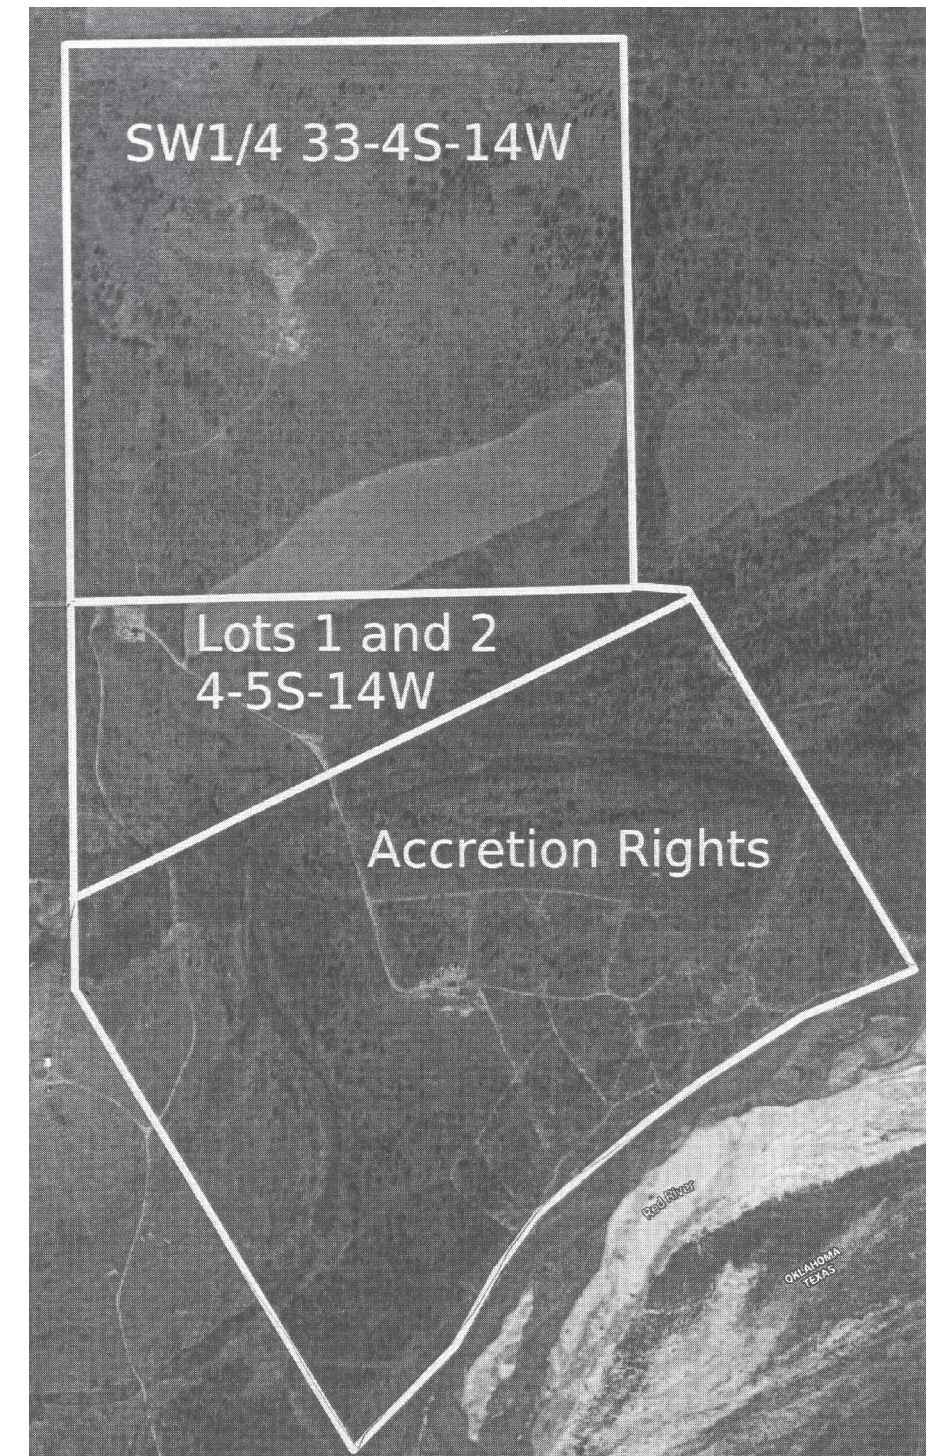 SW1/4 33-4S-14W
Lots 1 and 2
4-5S-14W
Accretion Rights
Red River
OKLAHOMA
TEXAS